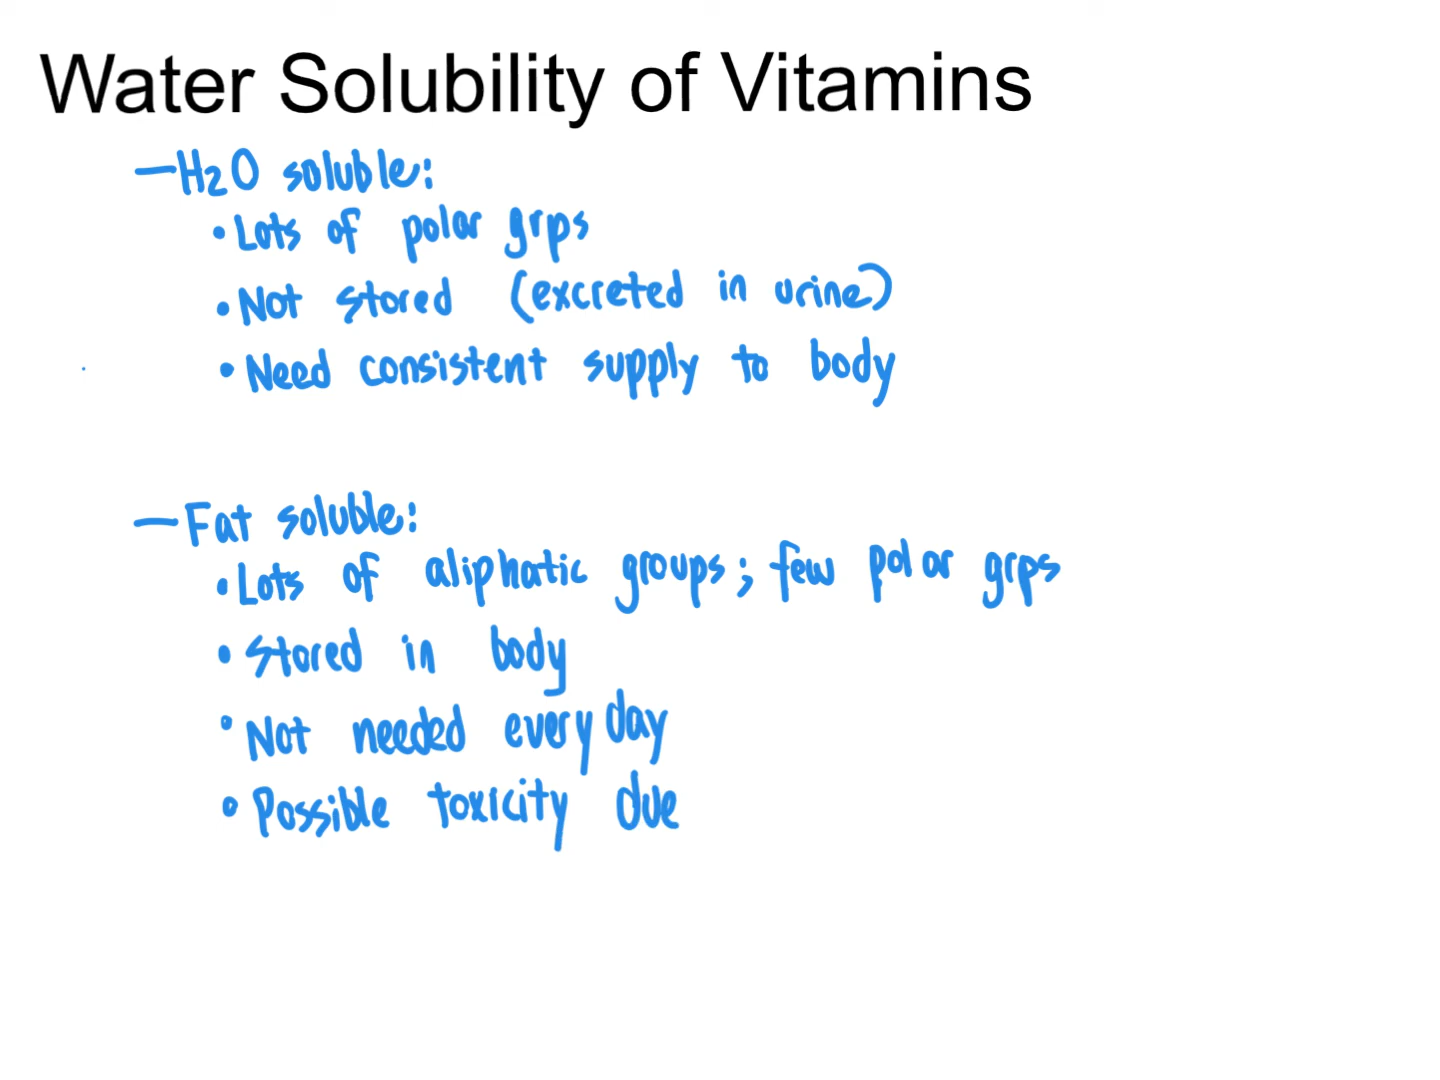 Water Solubility of Vitamins
— H2O soluble:
• Lots of polar grps
• Not stored (excreted in urine)
• Need consistent supply to body
— Fat soluble:
• Lots of aliphatic groups; few polar grps
• Stored in body
• Not needed every day
• Possible toxicity due